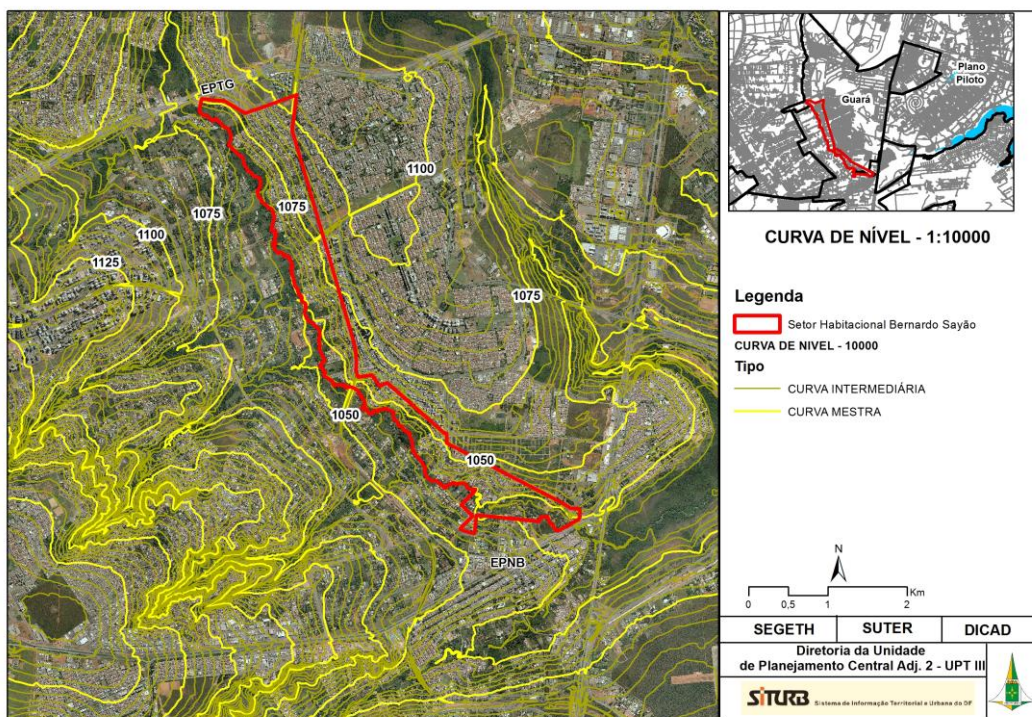 EPTG
1100
1075
1075
1100
1125
1075
1050
1050
EPNB
Plano
Piloto
Guará
CURVA DE NÍVEL - 1:10000
Legenda
Setor Habitacional Bernardo Sayão
CURVA DE NIVEL - 10000
Tipo
CURVA INTERMEDIÁRIA
CURVA MESTRA
N
0 0,5 1 2 Km
SEGETH SUTER DICAD
Diretoria da Unidade
de Planejamento Central Adj. 2 - UPT III
SITURB Sistema de Informação Territorial e Urbana do DF